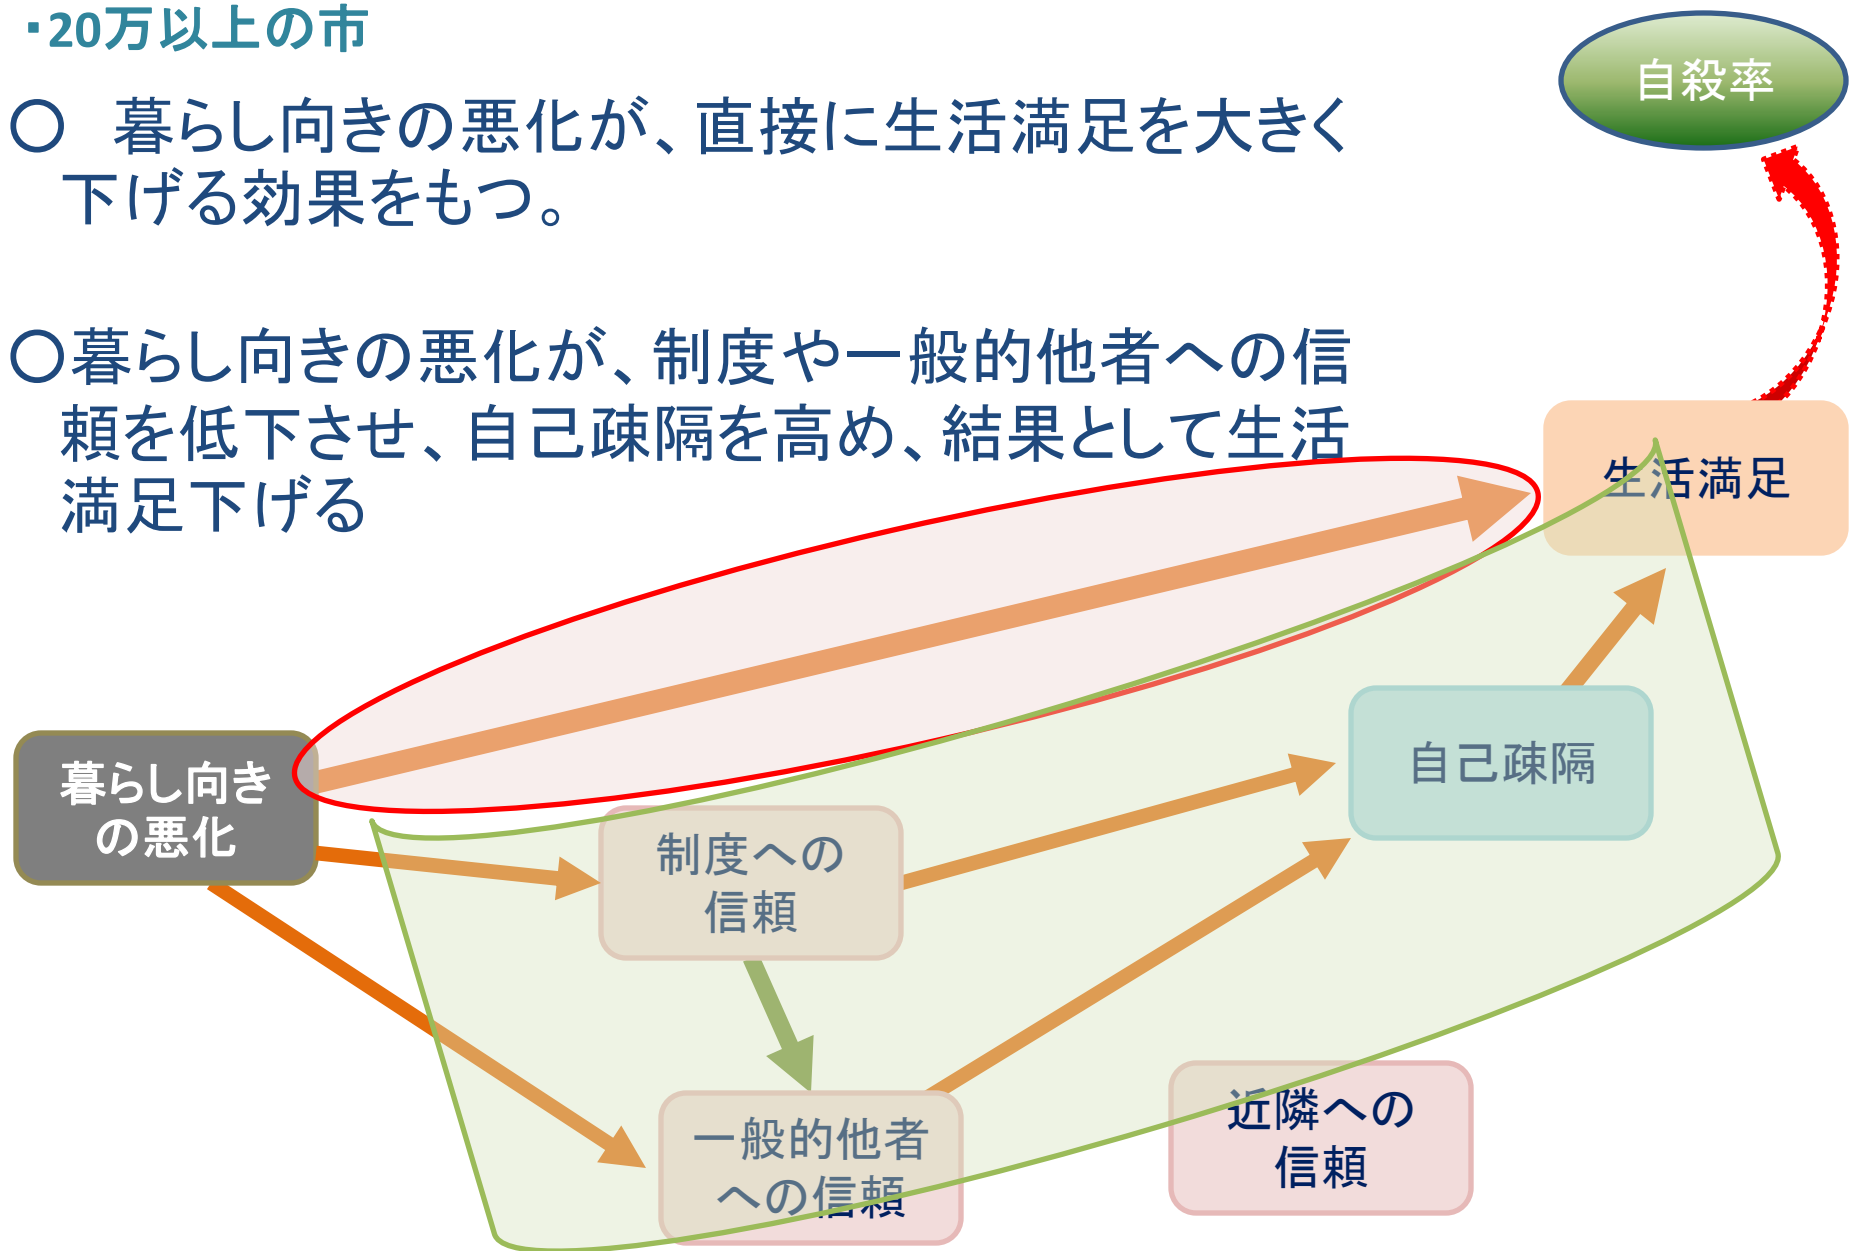 ・20万以上の市
自殺率
〇　暮らし向きの悪化が、直接に生活満足を大きく
下げる効果をもつ。
〇暮らし向きの悪化が、制度や一般的他者への信
頼を低下させ、自己疎隔を高め、結果として生活
満足下げる
生活満足
暮らし向き
の悪化
自己疎隔
制度への
信頼
一般的他者
への信頼
近隣への
信頼